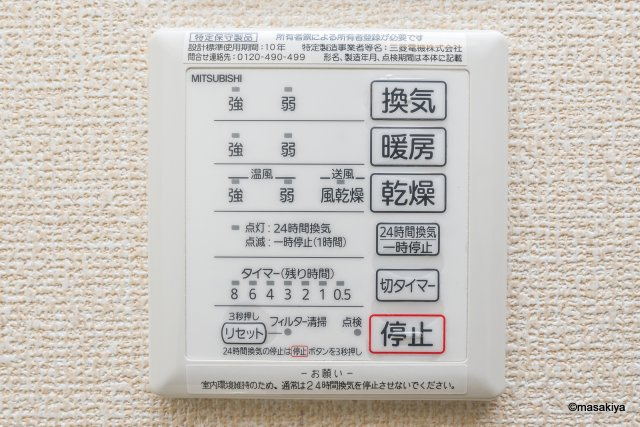 特定保守製品 所有者家による所有者登録が必要です
設計標準使用期間：10年 特定製造事業者等名：三菱電機株式会社
問合せ連絡先：0120-490-499 形名、製造年月、点検期間は本体に記載
MITSUBISHI
強 弱 換気
強 弱 暖房
温風 送風
強 弱 風乾燥 乾燥
点灯：24時間換気
点滅：一時停止(1時間)
24時間換気
一時停止
タイマー(残り時間)
8 6 4 3 2 1 0.5
切タイマー
3秒押し
リセット フィルター清掃 点検
停止
24時間換気の停止は停止ボタンを3秒押し
－お願い－
室内環境維持のため、通常は24時間換気を停止させないでください。
©masakiya